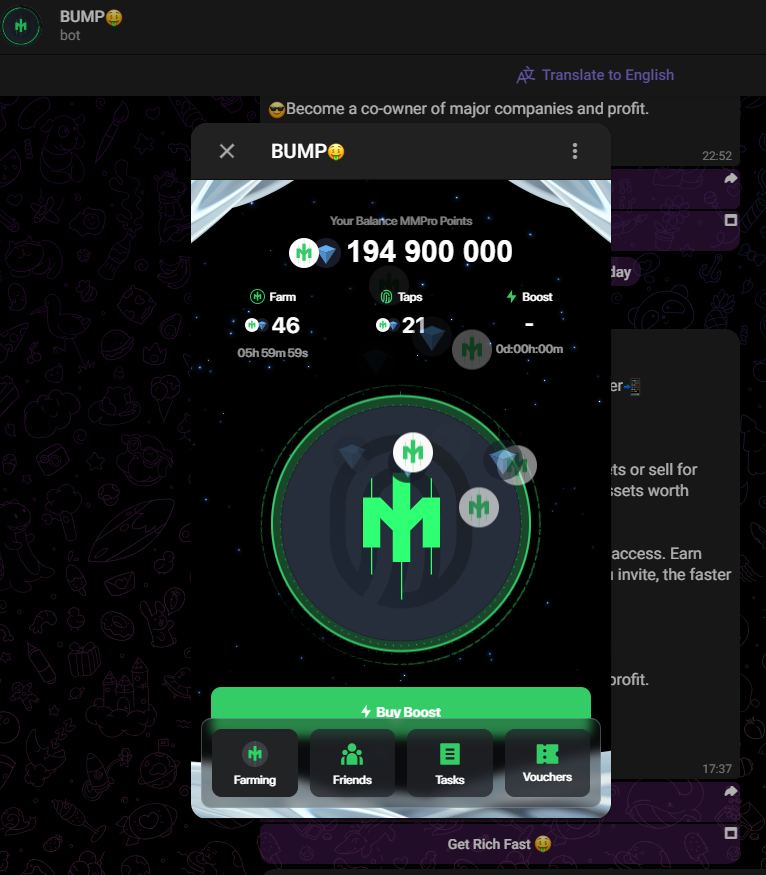 BUMP🤑
bot
Translate to English
😎Become a co-owner of major companies and profit.
22:52
BUMP🤑
Your Balance MMPro Points
194 900 000
Farm
Taps
Boost
46
21
-
05h 59m 59s
0d:00h:00m
day
er📲
ets or sell for
ssets worth
access. Earn
invite, the faster
profit.
17:37
Buy Boost
Farming
Friends
Tasks
Vouchers
Get Rich Fast 🤑